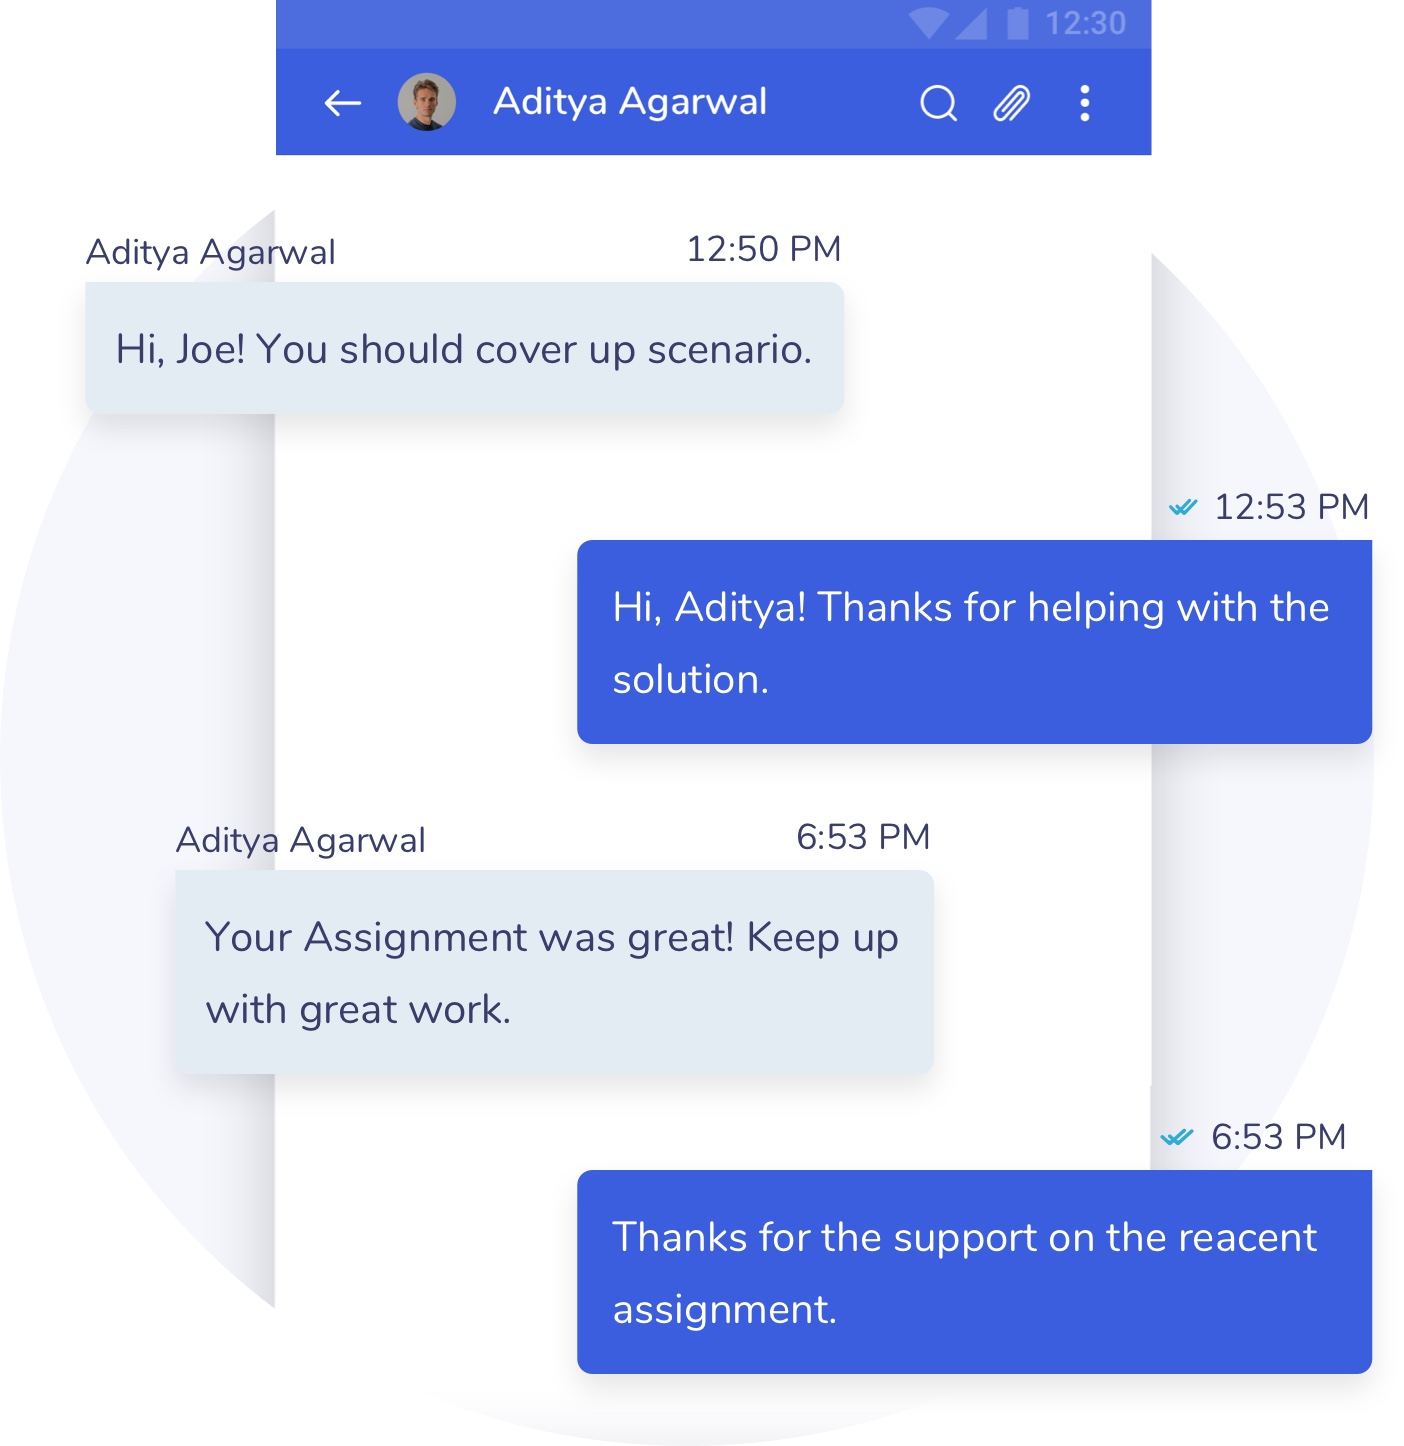 12:30
Aditya Agarwal
Aditya Agarwal 12:50 PM
Hi, Joe! You should cover up scenario.
12:53 PM
Hi, Aditya! Thanks for helping with the
solution.
Aditya Agarwal 6:53 PM
Your Assignment was great! Keep up
with great work.
6:53 PM
Thanks for the support on the reacent
assignment.